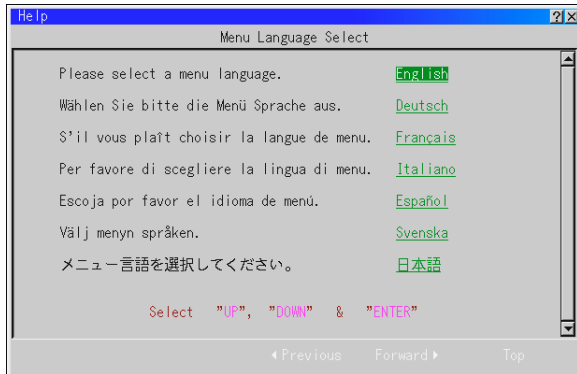 Help
Menu Language Select
Please select a menu language. English
Wählen Sie bitte die Menü Sprache aus. Deutsch
S'il vous plaît choisir la langue de menu. Français
Per favore di scegliere la lingua di menu. Italiano
Escoja por favor el idioma de menú. Español
Välj menyn språken. Svenska
メニュー言語を選択してください。 日本語
Select "UP", "DOWN" & "ENTER"
Previous Forward Top